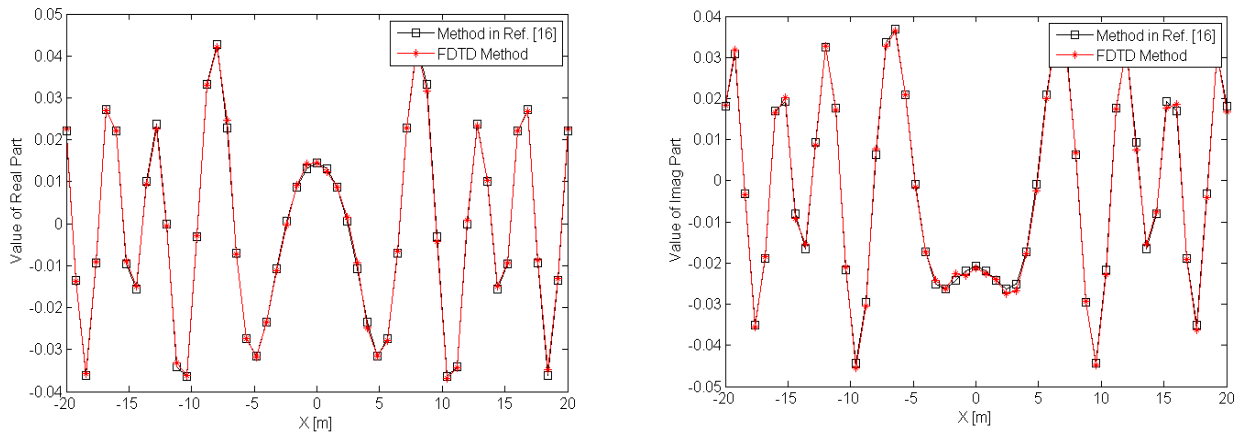 0.05
0.04
0.03
0.02
0.01
0
-0.01
-0.02
-0.03
-0.04
Value of Real Part
Method in Ref. [16]
FDTD Method
-20 -15 -10 -5 0 5 10 15 20
X [m]
0.04
0.03
0.02
0.01
0
-0.01
-0.02
-0.03
-0.04
-0.05
Value of Imag Part
Method in Ref. [16]
FDTD Method
-20 -15 -10 -5 0 5 10 15 20
X [m]